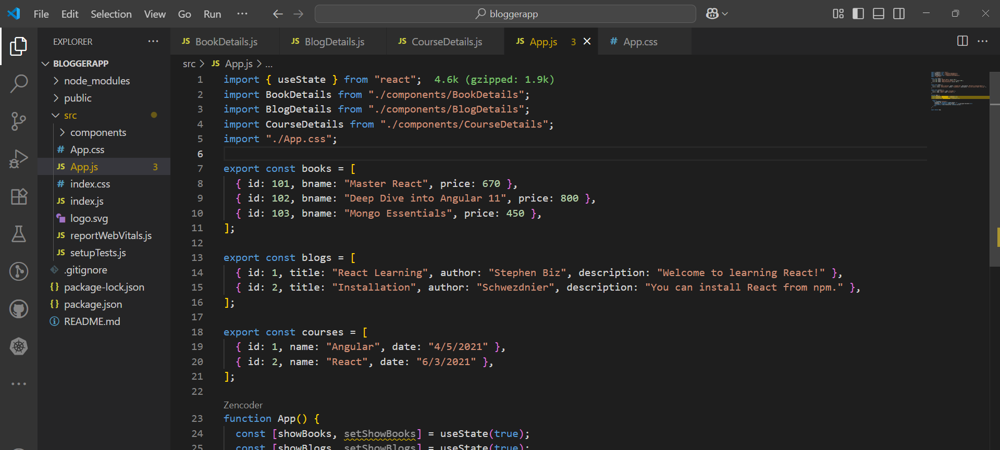 File Edit Selection View Go Run ··· bloggerapp
EXPLORER ···
BookDetails.js
BlogDetails.js
CourseDetails.js
App.js 3
App.css
BLOGGERAPP
node_modules
public
src
components
App.css
App.js 3
index.css
index.js
logo.svg
reportWebVitals.js
setupTests.js
.gitignore
package-lock.json
package.json
README.md
src > JS App.js > ...
1 import { useState } from "react"; 4.6k (gzipped: 1.9k)
2 import BookDetails from "./components/BookDetails";
3 import BlogDetails from "./components/BlogDetails";
4 import CourseDetails from "./components/CourseDetails";
5 import "./App.css";
6
7 export const books = [
8 { id: 101, bname: "Master React", price: 670 },
9 { id: 102, bname: "Deep Dive into Angular 11", price: 800 },
10 { id: 103, bname: "Mongo Essentials", price: 450 },
11 ];
12
13 export const blogs = [
14 { id: 1, title: "React Learning", author: "Stephen Biz", description: "Welcome to learning React!" },
15 { id: 2, title: "Installation", author: "Schwezdnier", description: "You can install React from npm." },
16 ];
17
18 export const courses = [
19 { id: 1, name: "Angular", date: "4/5/2021" },
20 { id: 2, name: "React", date: "6/3/2021" },
21 ];
22
Zencoder
23 function App() {
24 const [showBooks, setShowBooks] = useState(true);
25 const [showBlogs, setShowBlogs] = useState(true);